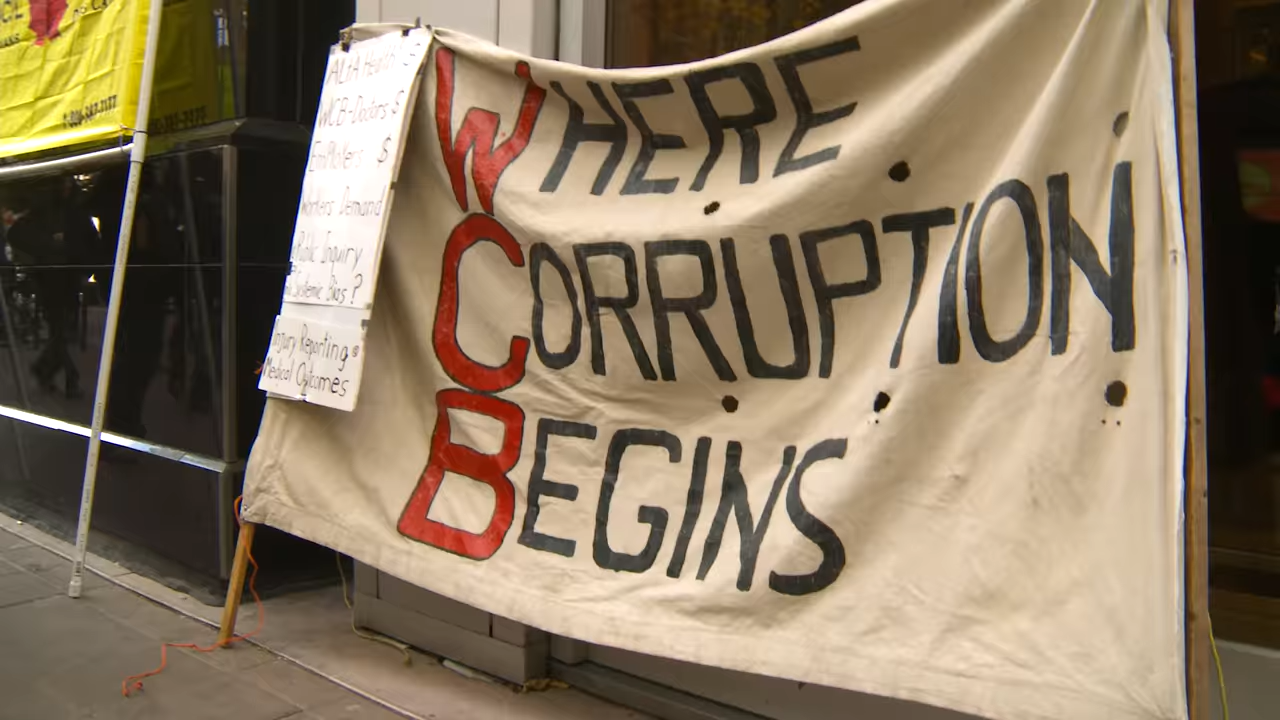 WHERE
CORRUPTION
BEGINS
WCB-Doctors $
Employers $
Workers Demand
Public Inquiry
Systemic Bias ?
Injury Reporting @
Medical Outcomes